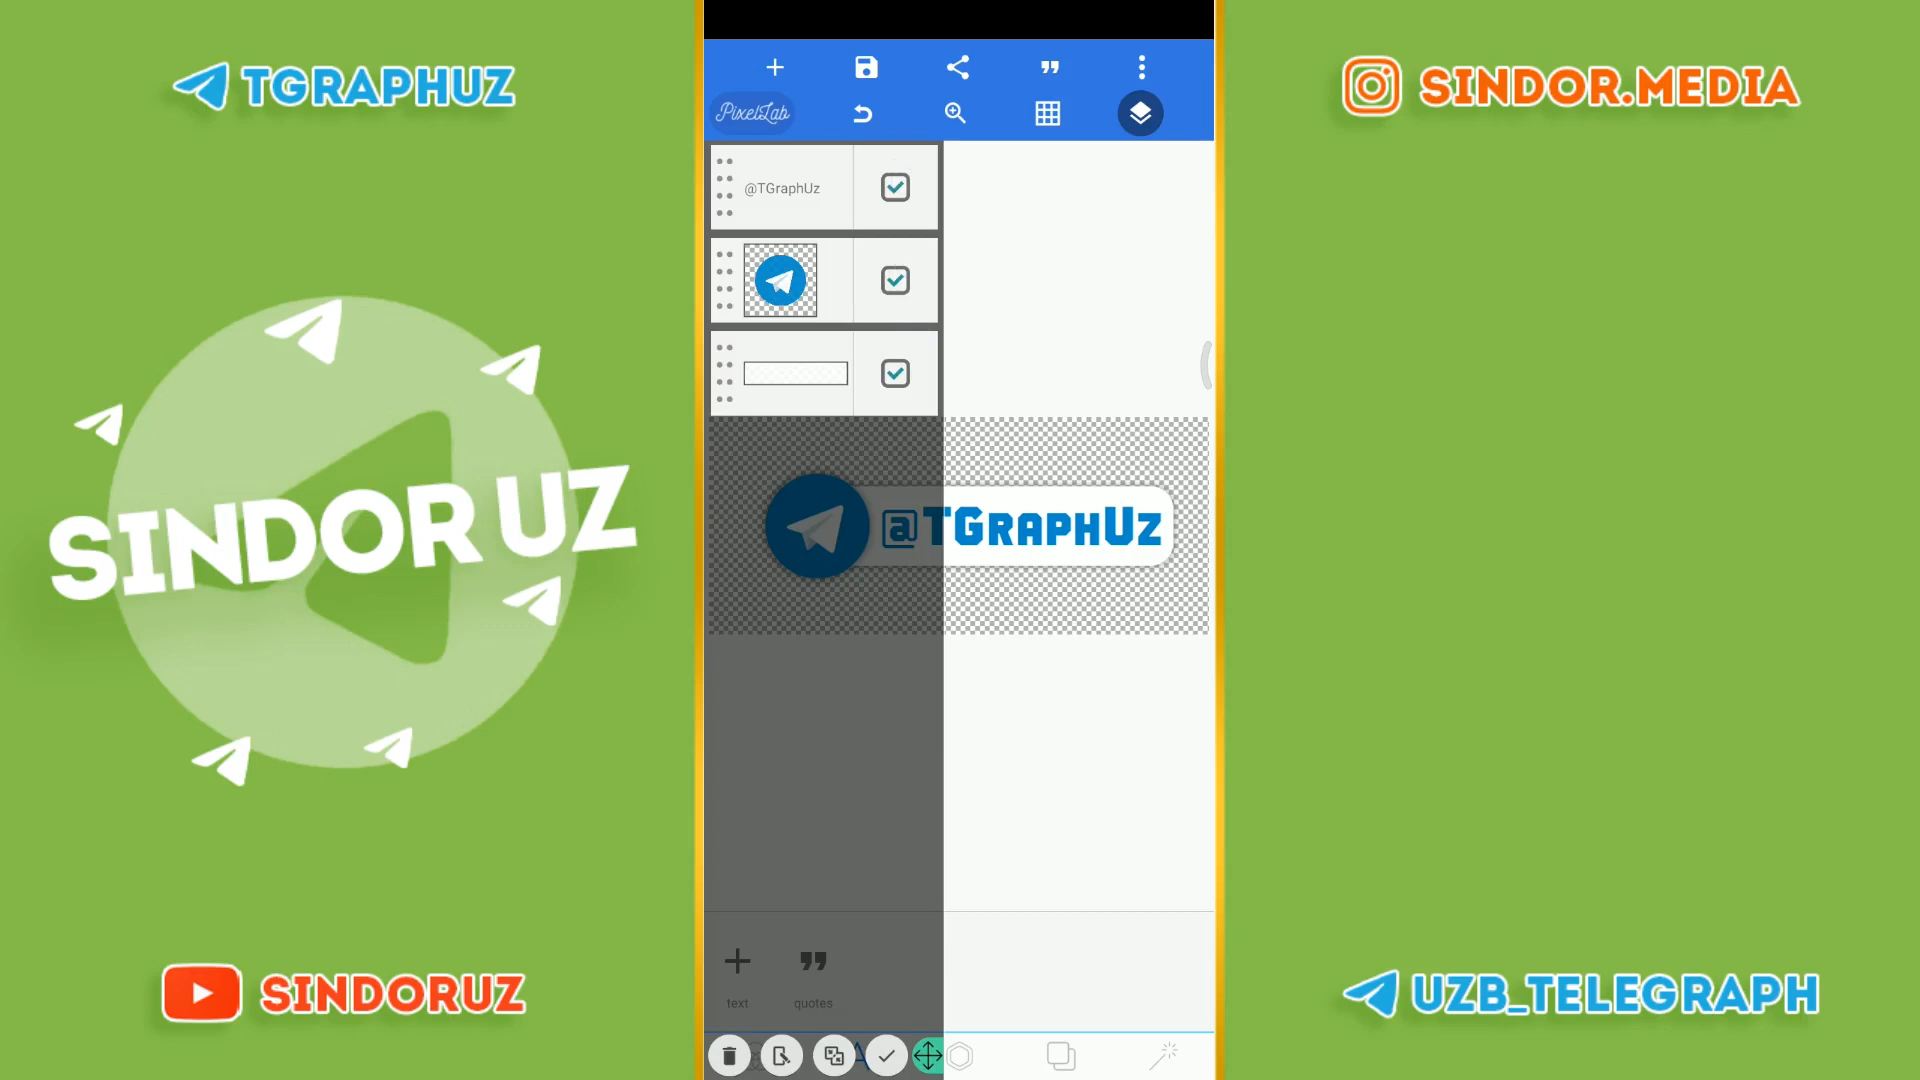 TGRAPHUZ
SINDOR.MEDIA
PixelLab
@TGraphUz
@TGRAPHUZ
SINDOR UZ
text
quotes
SINDORUZ
UZB_TELEGRAPH